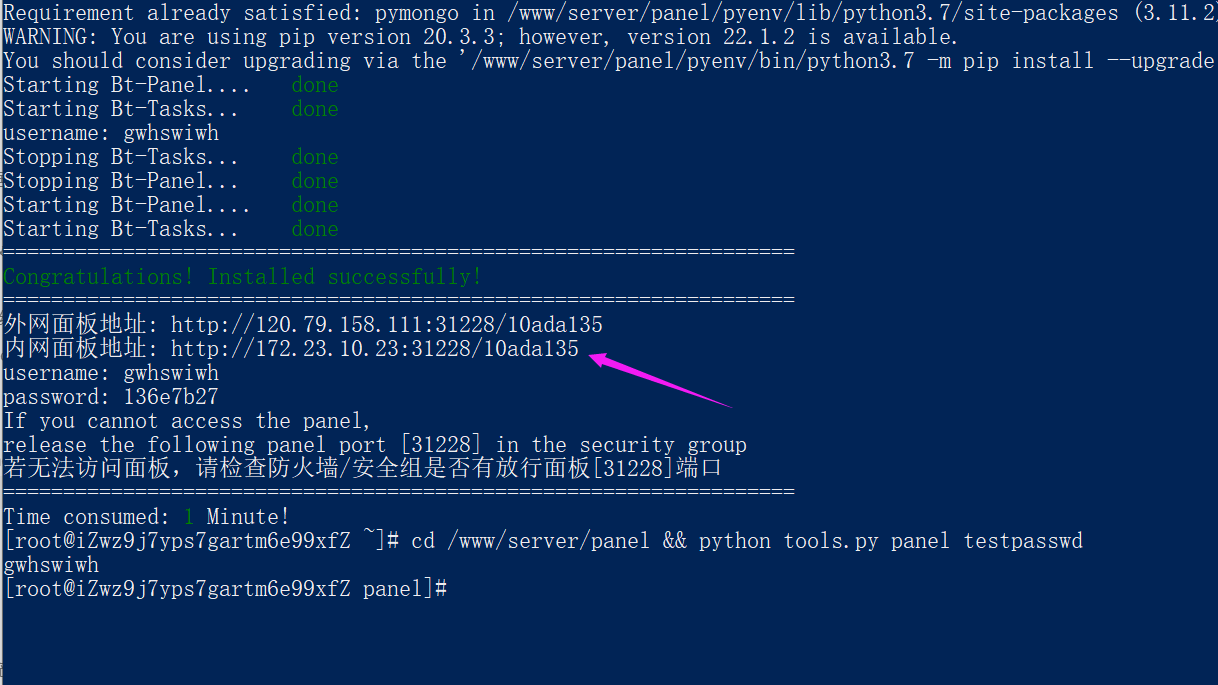 Requirement already satisfied: pymongo in /www/server/panel/pyenv/lib/python3.7/site-packages (3.11.2)
WARNING: You are using pip version 20.3.3; however, version 22.1.2 is available.
You should consider upgrading via the '/www/server/panel/pyenv/bin/python3.7 -m pip install --upgrade
Starting Bt-Panel.... done
Starting Bt-Tasks... done
username: gwhswiwh
Stopping Bt-Tasks... done
Stopping Bt-Panel... done
Starting Bt-Panel.... done
Starting Bt-Tasks... done
==================================================================
Congratulations! Installed successfully!
==================================================================
外网面板地址: http://120.79.158.111:31228/10ada135
内网面板地址: http://172.23.10.23:31228/10ada135
username: gwhswiwh
password: 136e7b27
If you cannot access the panel,
release the following panel port [31228] in the security group
若无法访问面板，请检查防火墙/安全组是否有放行面板[31228]端口
==================================================================
Time consumed: 1 Minute!
[root@iZwz9j7yps7gartm6e99xfZ ~]# cd /www/server/panel && python tools.py panel testpasswd
gwhswiwh
[root@iZwz9j7yps7gartm6e99xfZ panel]#